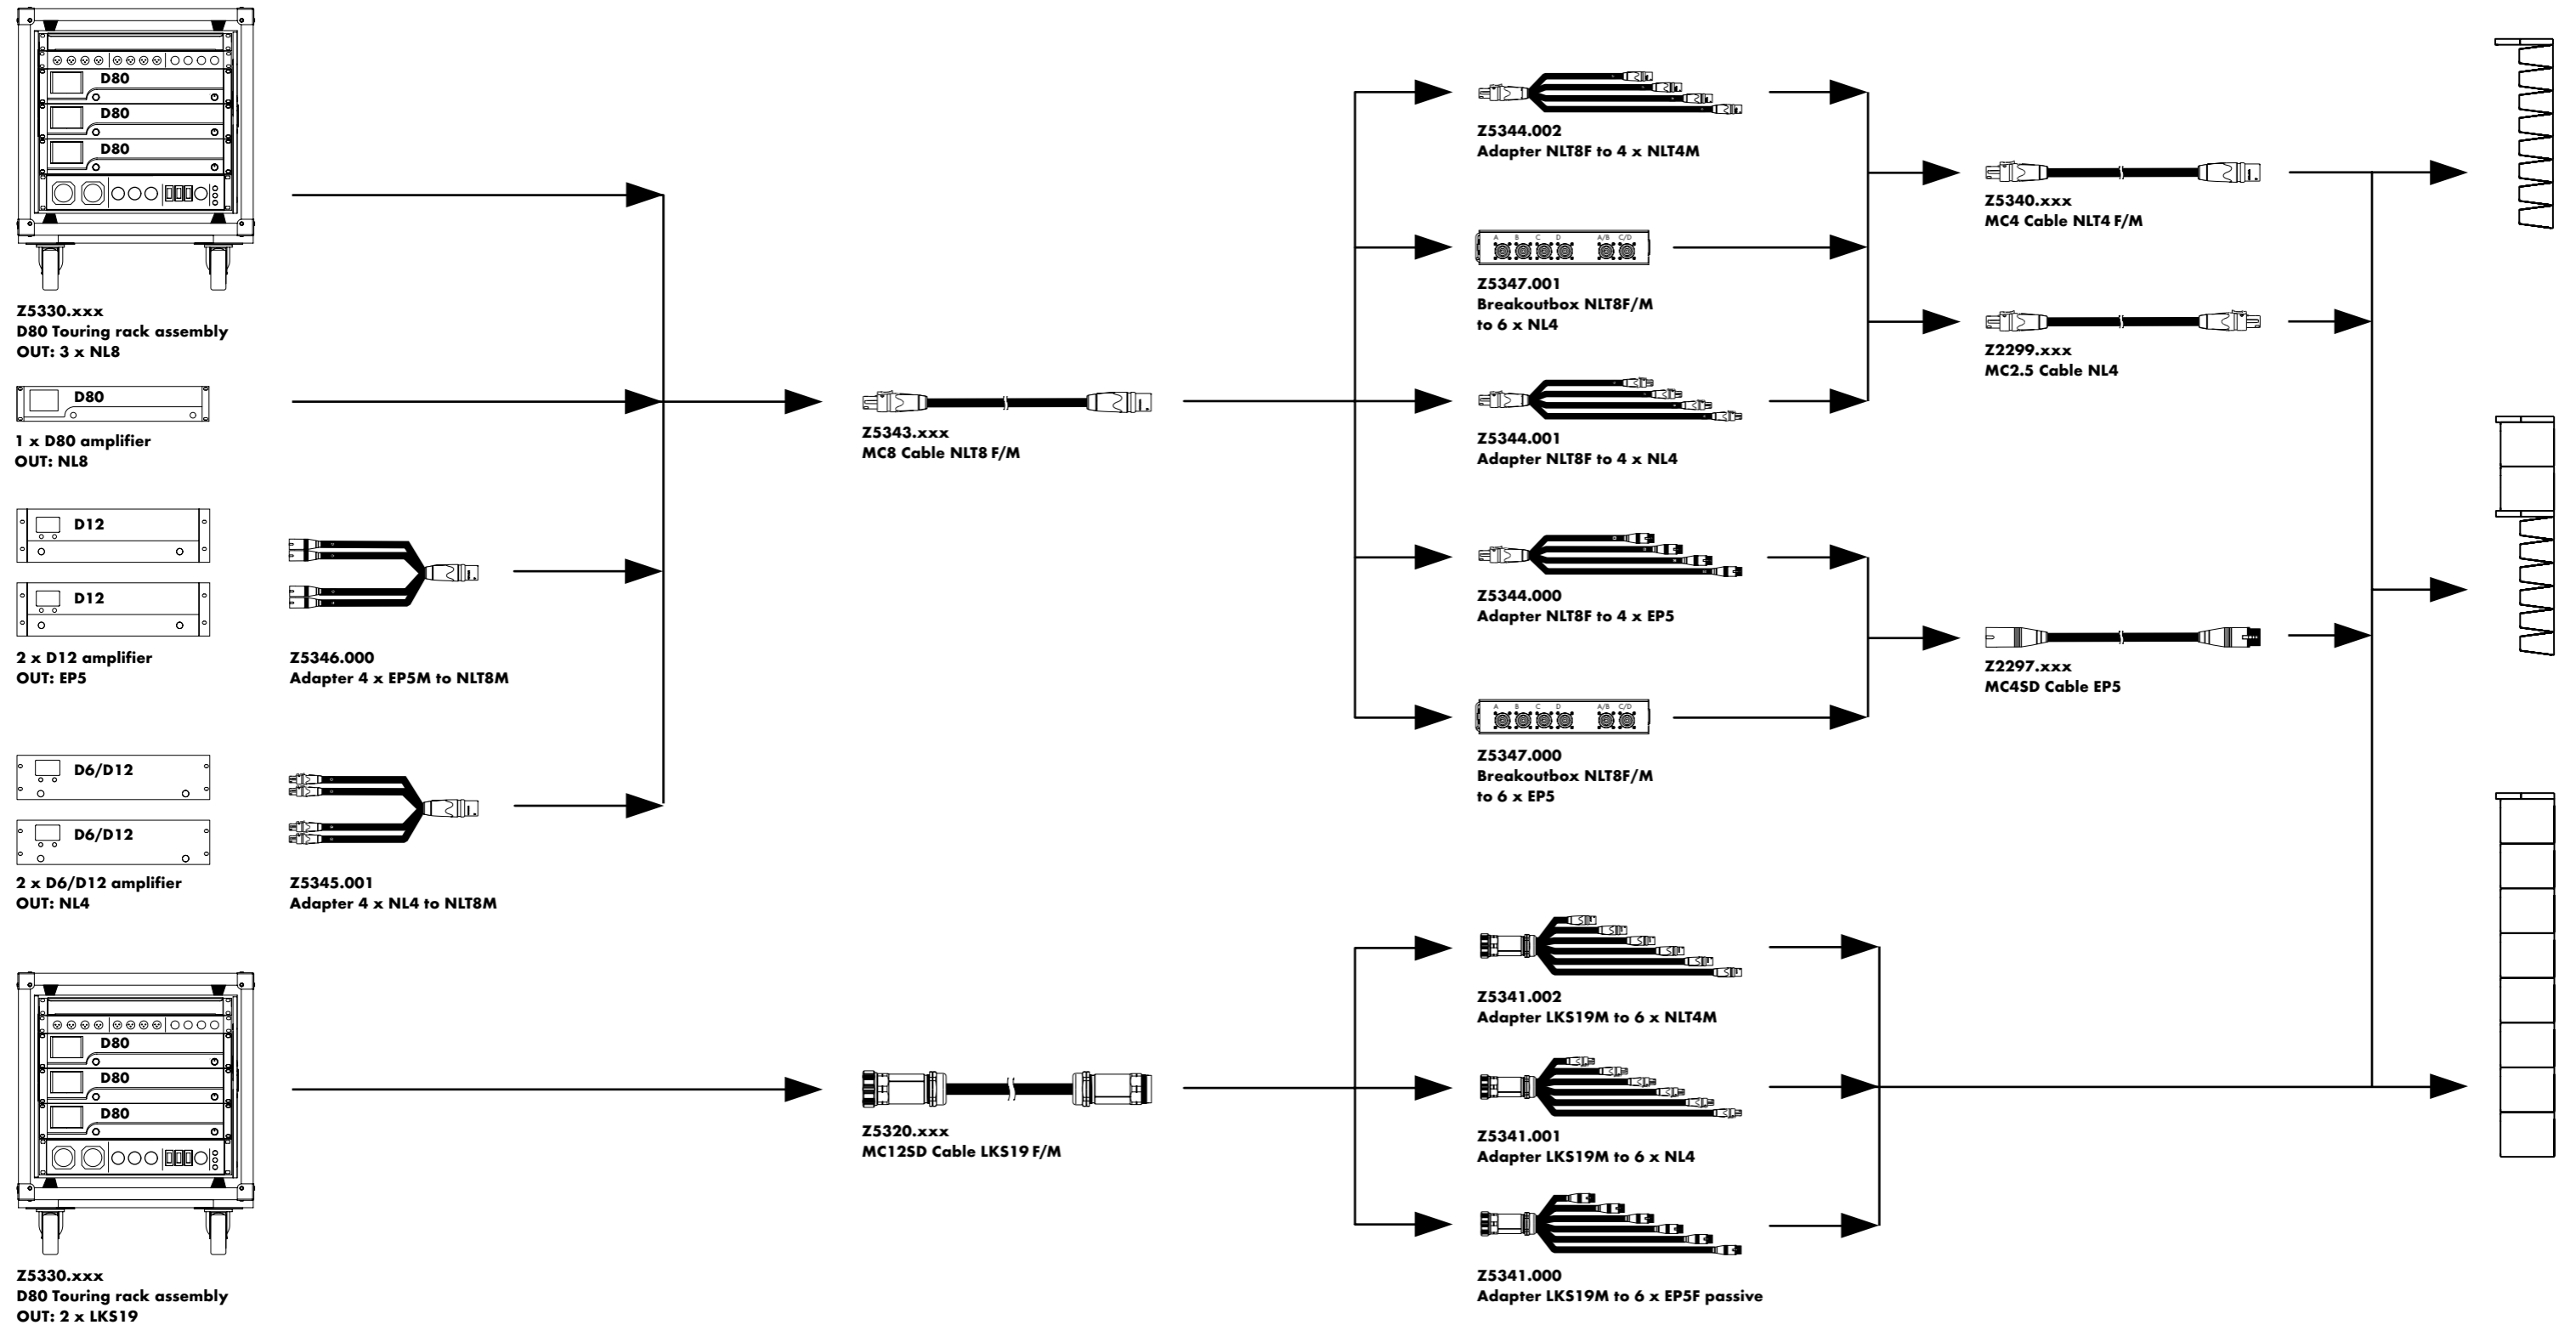 D80
D80
D80
Z5330.xxx
D80 Touring rack assembly
OUT: 3 x NL8
D80
1 x D80 amplifier
OUT: NL8
D12
D12
2 x D12 amplifier
OUT: EP5
Z5346.000
Adapter 4 x EP5M to NLT8M
D6/D12
D6/D12
2 x D6/D12 amplifier
OUT: NL4
Z5345.001
Adapter 4 x NL4 to NLT8M
D80
D80
D80
Z5330.xxx
D80 Touring rack assembly
OUT: 2 x LKS19
Z5343.xxx
MC8 Cable NLT8 F/M
Z5320.xxx
MC12SD Cable LKS19 F/M
Z5344.002
Adapter NLT8F to 4 x NLT4M
A B C D A/B C/D
Z5347.001
Breakoutbox NLT8F/M
to 6 x NL4
Z5344.001
Adapter NLT8F to 4 x NL4
Z5344.000
Adapter NLT8F to 4 x EP5
A B C D A/B C/D
Z5347.000
Breakoutbox NLT8F/M
to 6 x EP5
Z5341.002
Adapter LKS19M to 6 x NLT4M
Z5341.001
Adapter LKS19M to 6 x NL4
Z5341.000
Adapter LKS19M to 6 x EP5F passive
Z5340.xxx
MC4 Cable NLT4 F/M
Z2299.xxx
MC2.5 Cable NL4
Z2297.xxx
MC4SD Cable EP5